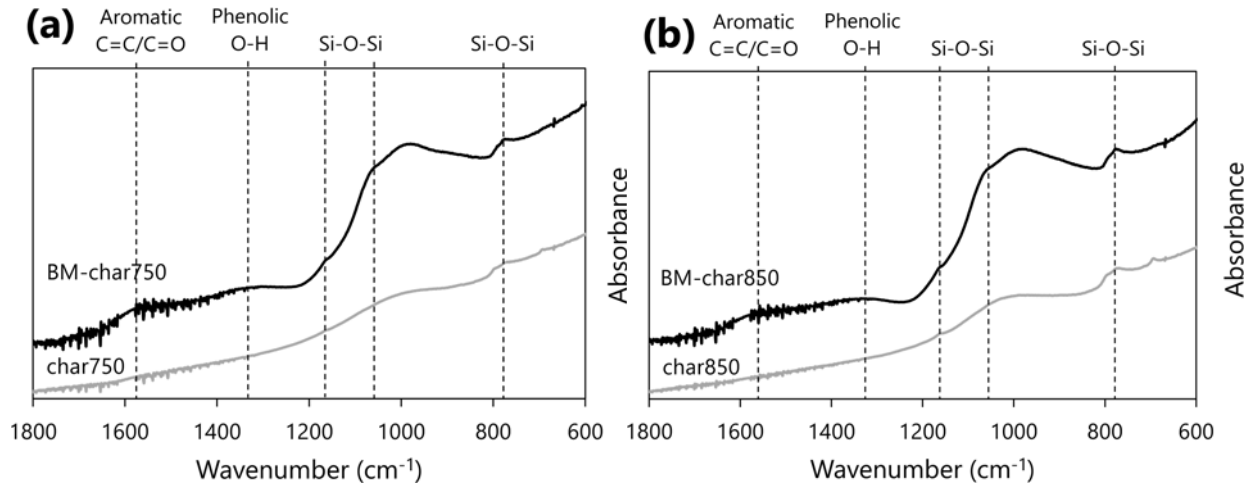 (a)
Aromatic Phenolic
C=C/C=O O-H Si-O-Si Si-O-Si
BM-char750
char750
1800 1600 1400 1200 1000 800 600
Wavenumber (cm⁻¹)
Absorbance
(b)
Aromatic Phenolic
C=C/C=O O-H Si-O-Si Si-O-Si
BM-char850
char850
1800 1600 1400 1200 1000 800 600
Wavenumber (cm⁻¹)
Absorbance